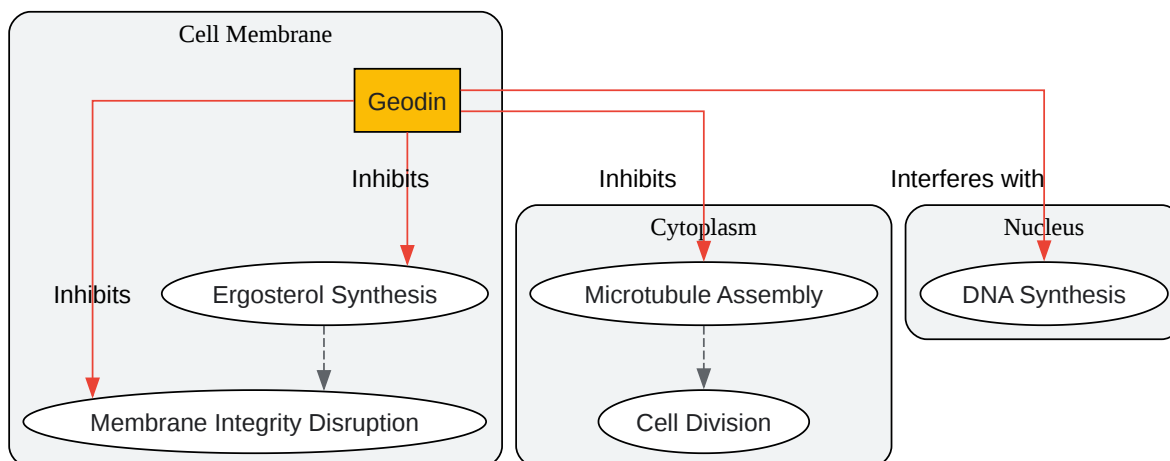 Cell Membrane
Geodin
Inhibits
Inhibits
Interferes with
Cytoplasm
Nucleus
Inhibits
Ergosterol Synthesis
Microtubule Assembly
DNA Synthesis
Membrane Integrity Disruption
Cell Division